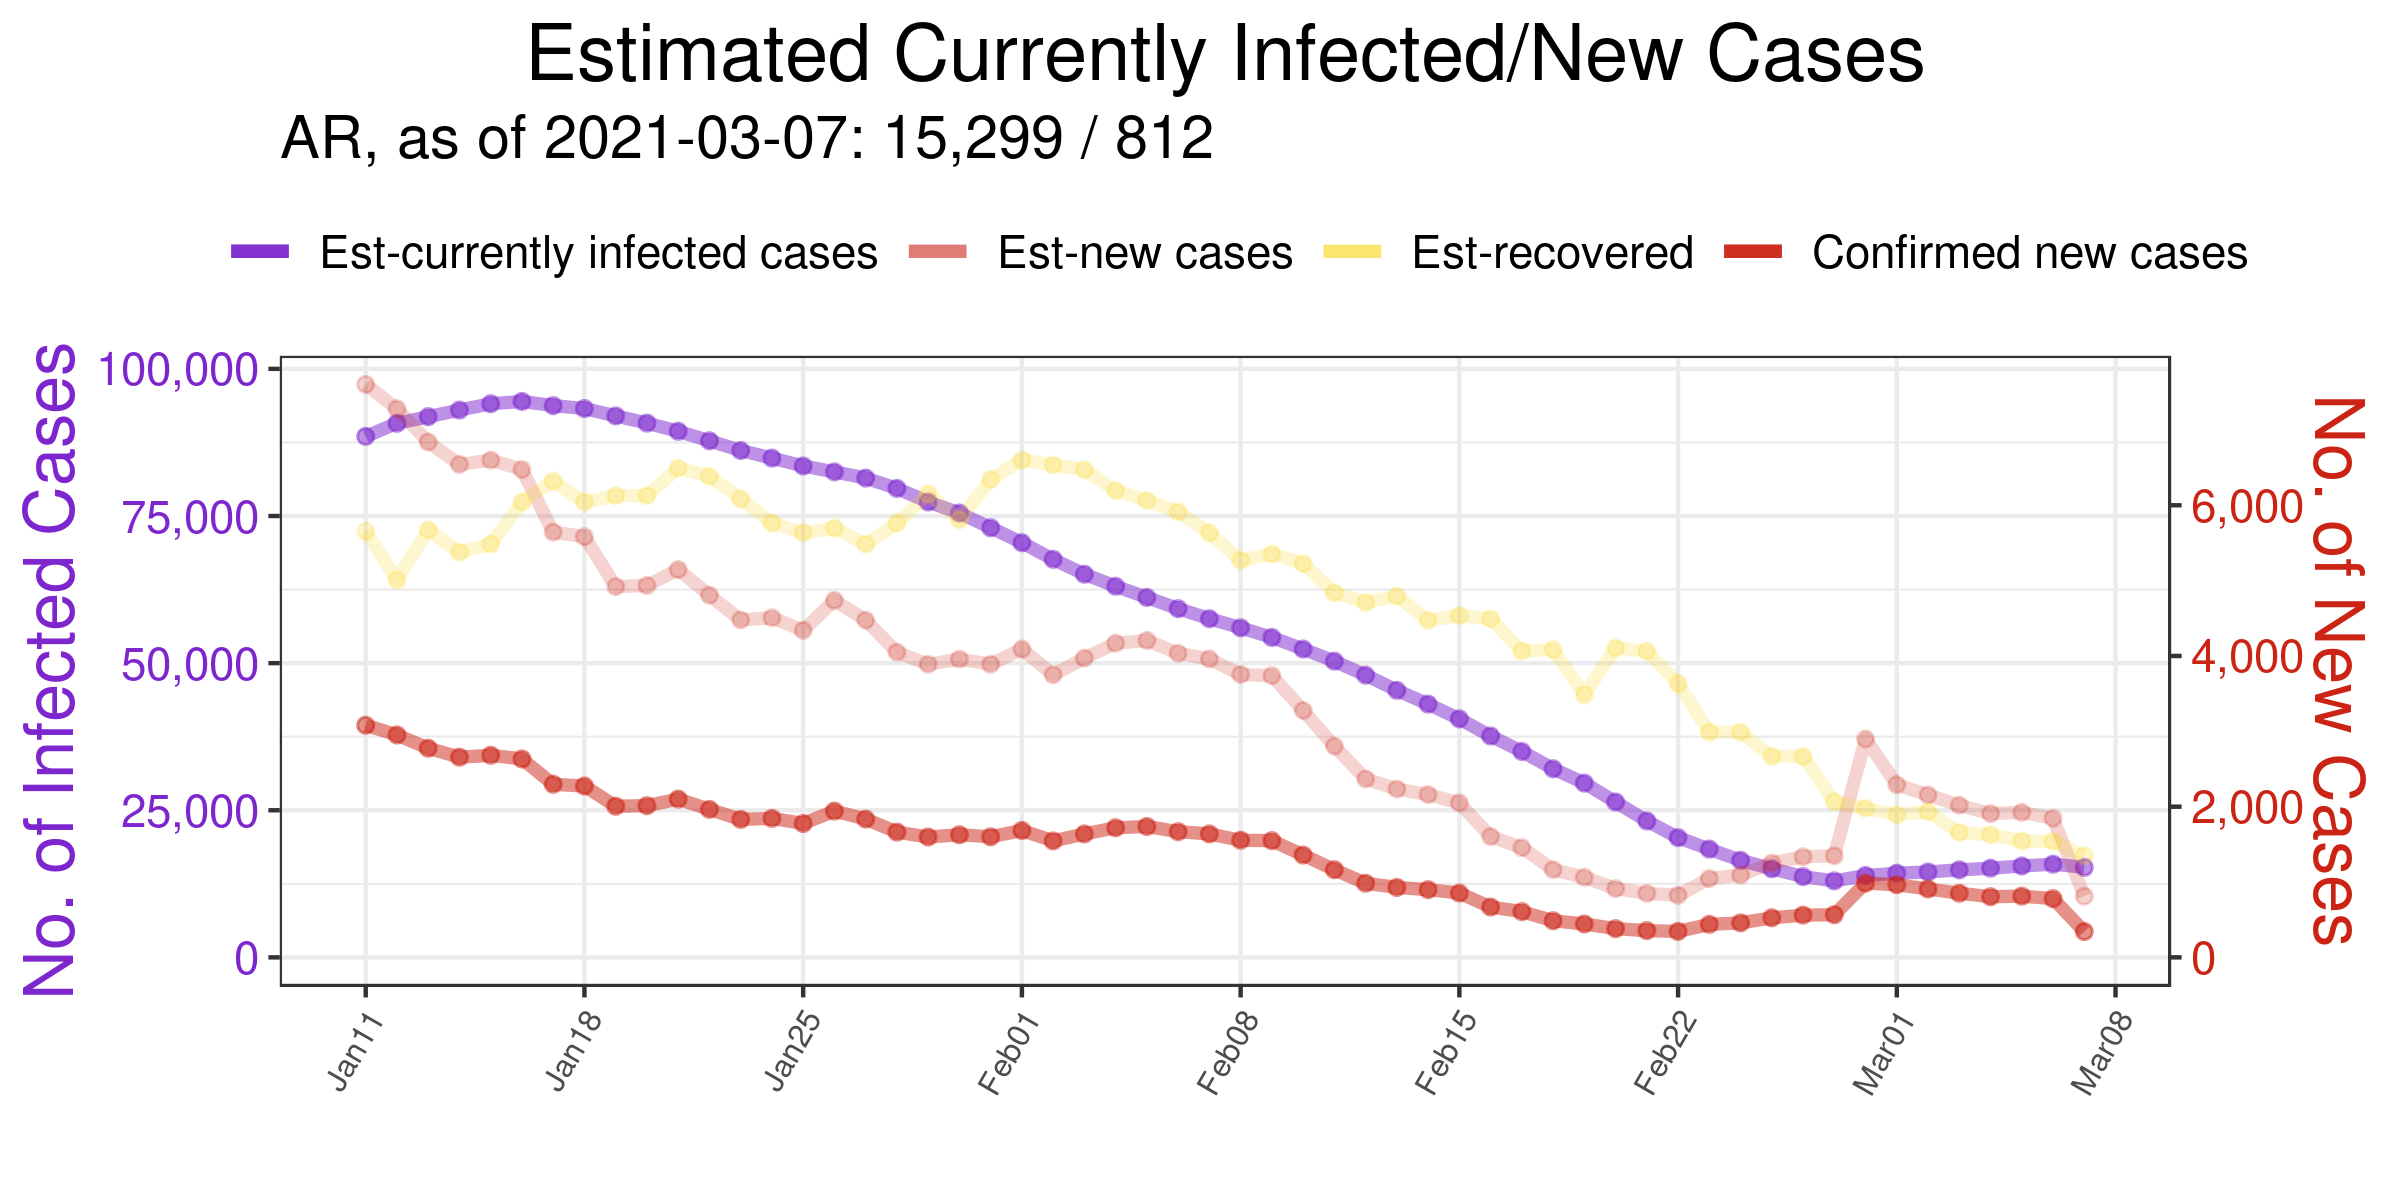 Estimated Currently Infected/New Cases
AR, as of 2021-03-07: 15,299 / 812
Est-currently infected cases Est-new cases Est-recovered Confirmed new cases
No. of Infected Cases
100,000
75,000
50,000
25,000
0
6,000
4,000
2,000
0
No. of New Cases
Jan11 Jan18 Jan25 Feb01 Feb08 Feb15 Feb22 Mar01 Mar08